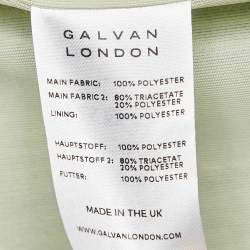 GALVAN
LONDON
MAIN FABRIC: 100% POLYESTER
MAIN FABRIC 2: 80% TRIACETATE
20% POLYESTER
LINING: 100% POLYESTER
HAUPTSTOFF: 100% POLYESTER
HAUPTSTOFF 2: 80% TRIACETAT
20% POLYESTER
FUTTER: 100% POLYESTER
MADE IN THE UK
WWW.GALVANLONDON.COM